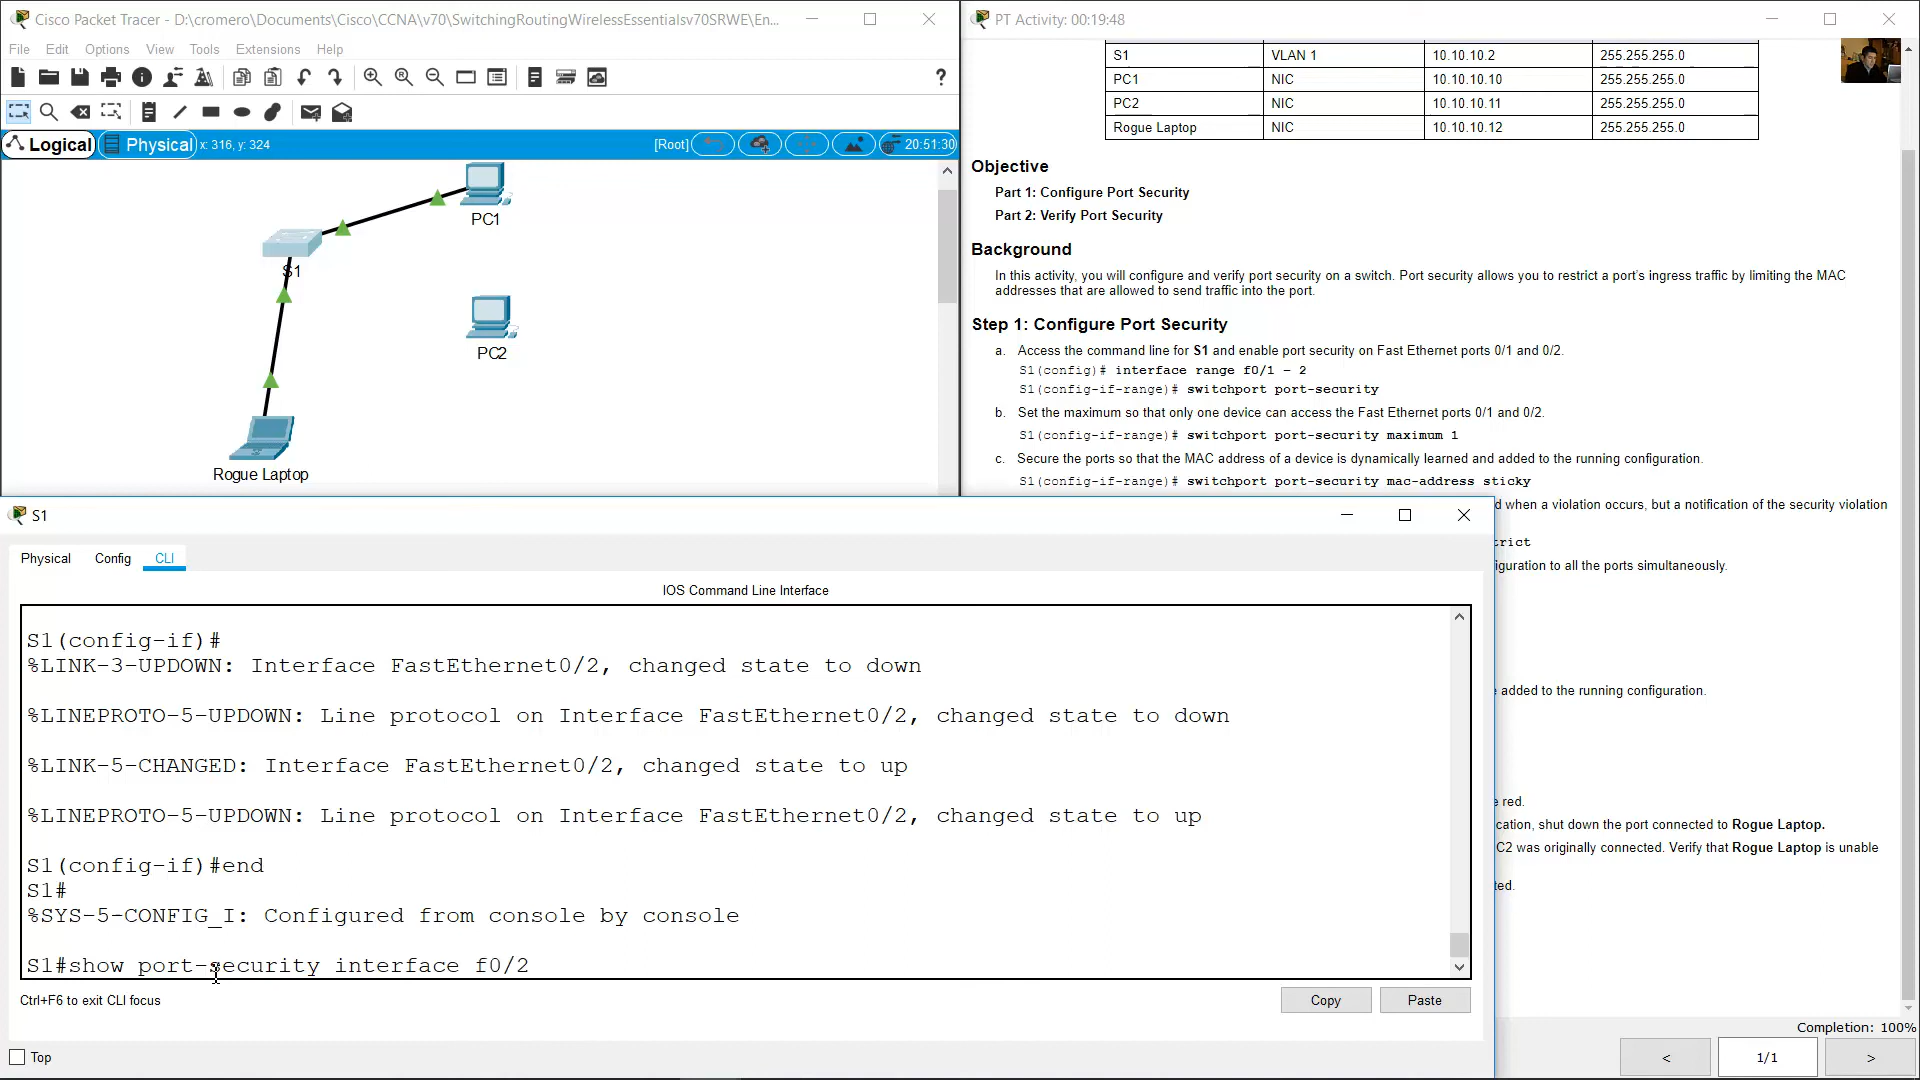 Cisco Packet Tracer - D:\cromero\Documents\Cisco\CCNA\v70\SwitchingRoutingWirelessEssentialsv70SRWE\En...
File Edit Options View Tools Extensions Help
Logical Physical x: 316, y: 324 [Root] 20:51:30
PC1
S1
PC2
Rogue Laptop
PT Activity: 00:19:48
S1 VLAN 1 10.10.10.2 255.255.255.0
PC1 NIC 10.10.10.10 255.255.255.0
PC2 NIC 10.10.10.11 255.255.255.0
Rogue Laptop NIC 10.10.10.12 255.255.255.0
Objective
Part 1: Configure Port Security
Part 2: Verify Port Security
Background
In this activity, you will configure and verify port security on a switch. Port security allows you to restrict a port's ingress traffic by limiting the MAC
addresses that are allowed to send traffic into the port.
Step 1: Configure Port Security
a. Access the command line for S1 and enable port security on Fast Ethernet ports 0/1 and 0/2.
S1(config)# interface range f0/1 – 2
S1(config-if-range)# switchport port-security
b. Set the maximum so that only one device can access the Fast Ethernet ports 0/1 and 0/2.
S1(config-if-range)# switchport port-security maximum 1
c. Secure the ports so that the MAC address of a device is dynamically learned and added to the running configuration.
S1(config-if-range)# switchport port-security mac-address sticky
d when a violation occurs, but a notification of the security violation
trict
iguration to all the ports simultaneously.
added to the running configuration.
e red.
cation, shut down the port connected to Rogue Laptop.
C2 was originally connected. Verify that Rogue Laptop is unable
ted.
Completion: 100%
< 1/1 >
S1
Physical Config CLI
IOS Command Line Interface
S1(config-if)#
%LINK-3-UPDOWN: Interface FastEthernet0/2, changed state to down
%LINEPROTO-5-UPDOWN: Line protocol on Interface FastEthernet0/2, changed state to down
%LINK-5-CHANGED: Interface FastEthernet0/2, changed state to up
%LINEPROTO-5-UPDOWN: Line protocol on Interface FastEthernet0/2, changed state to up
S1(config-if)#end
S1#
%SYS-5-CONFIG_I: Configured from console by console
S1#show port-security interface f0/2
Ctrl+F6 to exit CLI focus
Copy Paste
Top